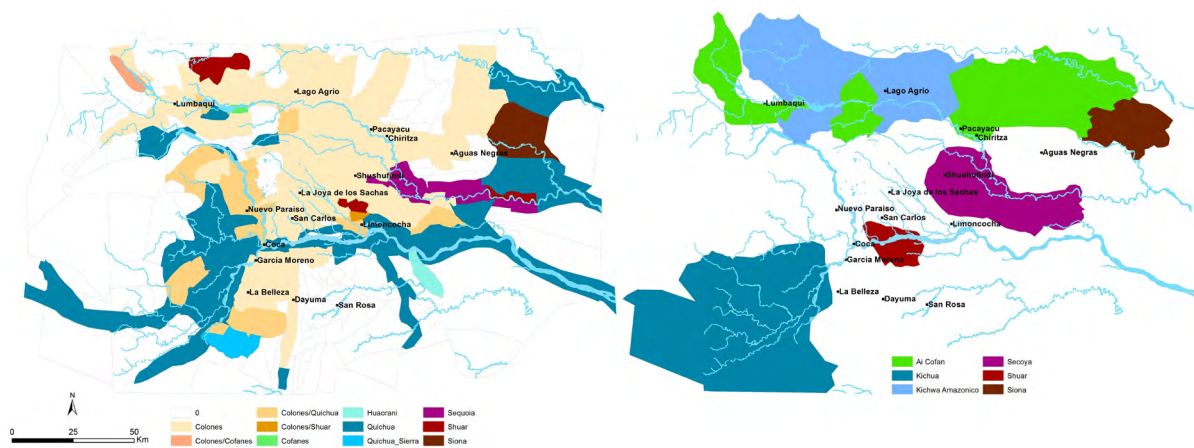 Lago Agrio
Lumbaqui
Pacayacu
Chiritza
Aguas Negras
Shushufindi
La Joya de los Sachas
Nuevo Paraiso
San Carlos
Limoncocha
Coca
Garcia Moreno
La Belleza
Dayuma
San Rosa
N
0 12.5 25 50
Km
0
Colones
Colones/Cofanes
Colones/Quichua
Colones/Shuar
Cofanes
Huaorani
Quichua
Quichua_Sierra
Sequoia
Shuar
Siona
Lago Agrio
Lumbaqui
Pacayacu
Chiritza
Aguas Negras
Shushufindi
La Joya de los Sachas
Nuevo Paraiso
San Carlos
Limoncocha
Coca
Garcia Moreno
La Belleza
Dayuma
San Rosa
Ai Cofan
Kichua
Kichwa Amazonico
Secoya
Shuar
Siona